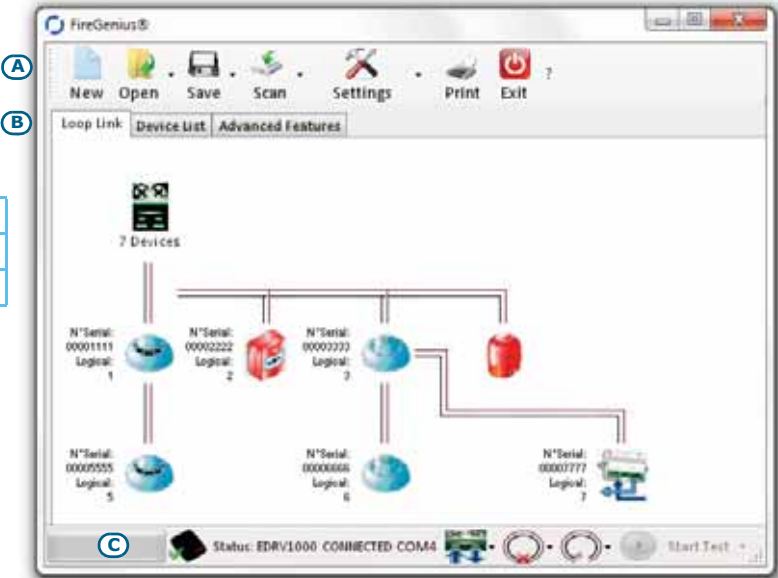 FireGenius®
A
New Open Save Scan Settings Print Exit ?
B
Loop Link Device List Advanced Features
7 Devices
N°Serial:
00001111
Logical:
1
N°Serial:
00002222
Logical:
2
N°Serial:
00003333
Logical:
3
N°Serial:
00005555
Logical:
5
N°Serial:
00006666
Logical:
6
N°Serial:
00007777
Logical:
7
C
Status: EDRV1000 CONNECTED COM4
Start Test